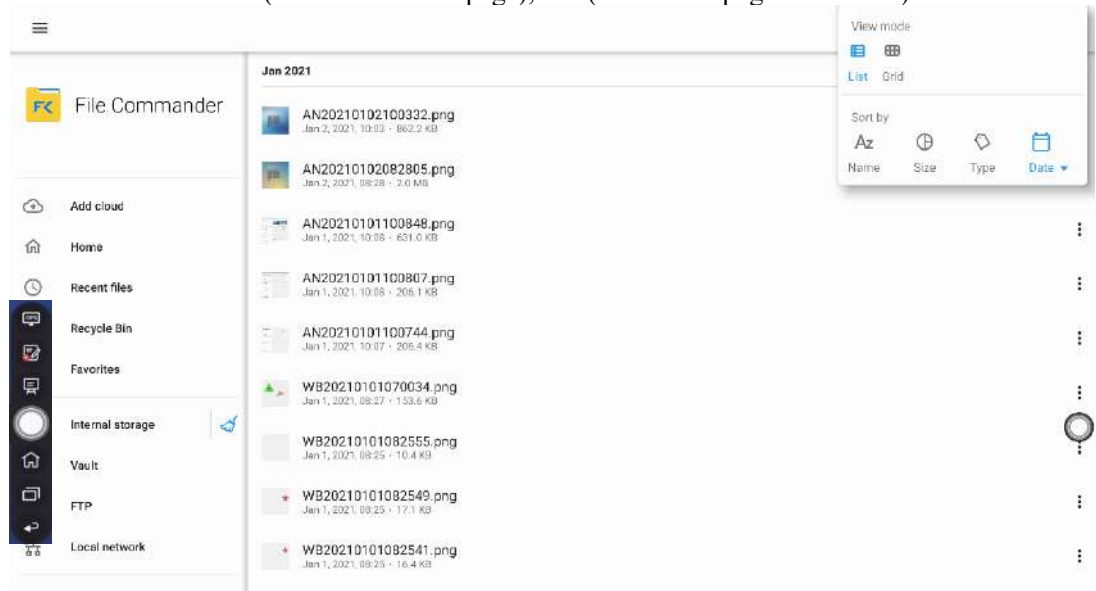 View mode
List Grid
Sort by
Az
Name Size Type Date
FC File Commander
Add cloud
Home
Recent files
Recycle Bin
Favorites
Internal storage
Vault
FTP
Local network
Jan 2021
AN20210102100332.png
Jan 2, 2021, 10:03 · 862.2 KB
AN20210102082805.png
Jan 2, 2021, 08:28 · 2.0 MB
AN20210101100848.png
Jan 1, 2021, 10:08 · 631.0 KB
AN20210101100807.png
Jan 1, 2021, 10:08 · 206.1 KB
AN20210101100744.png
Jan 1, 2021, 10:07 · 206.4 KB
WB20210101070034.png
Jan 1, 2021, 08:27 · 153.6 KB
WB20210101082555.png
Jan 1, 2021, 08:25 · 10.4 KB
WB20210101082549.png
Jan 1, 2021, 08:25 · 17.1 KB
WB20210101082541.png
Jan 1, 2021, 08:25 · 16.4 KB